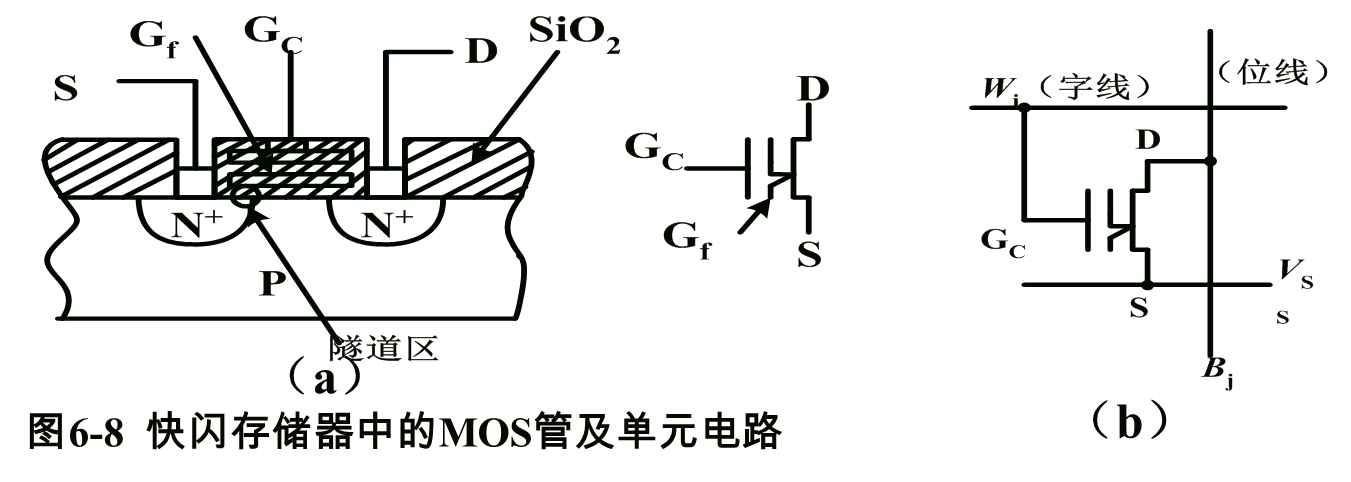 Gf
GC
SiO2
D
S
N+
N+
P
隧道区
(a)
D
GC
Gf
S
Wi（字线）
（位线）
D
GC
S
VS
S
Bj
(b)
图6-8 快闪存储器中的MOS管及单元电路